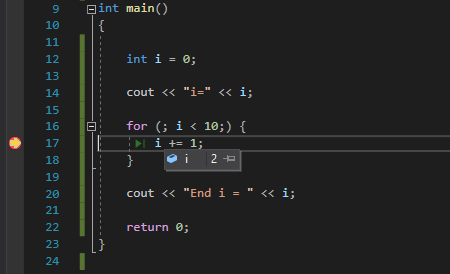 9 int main()
10 {
11
12 int i = 0;
13
14 cout << "i=" << i;
15
16 for (; i < 10;) {
17 i += 1;
i 2
18 }
19
20 cout << "End i = " << i;
21
22 return 0;
23 }
24